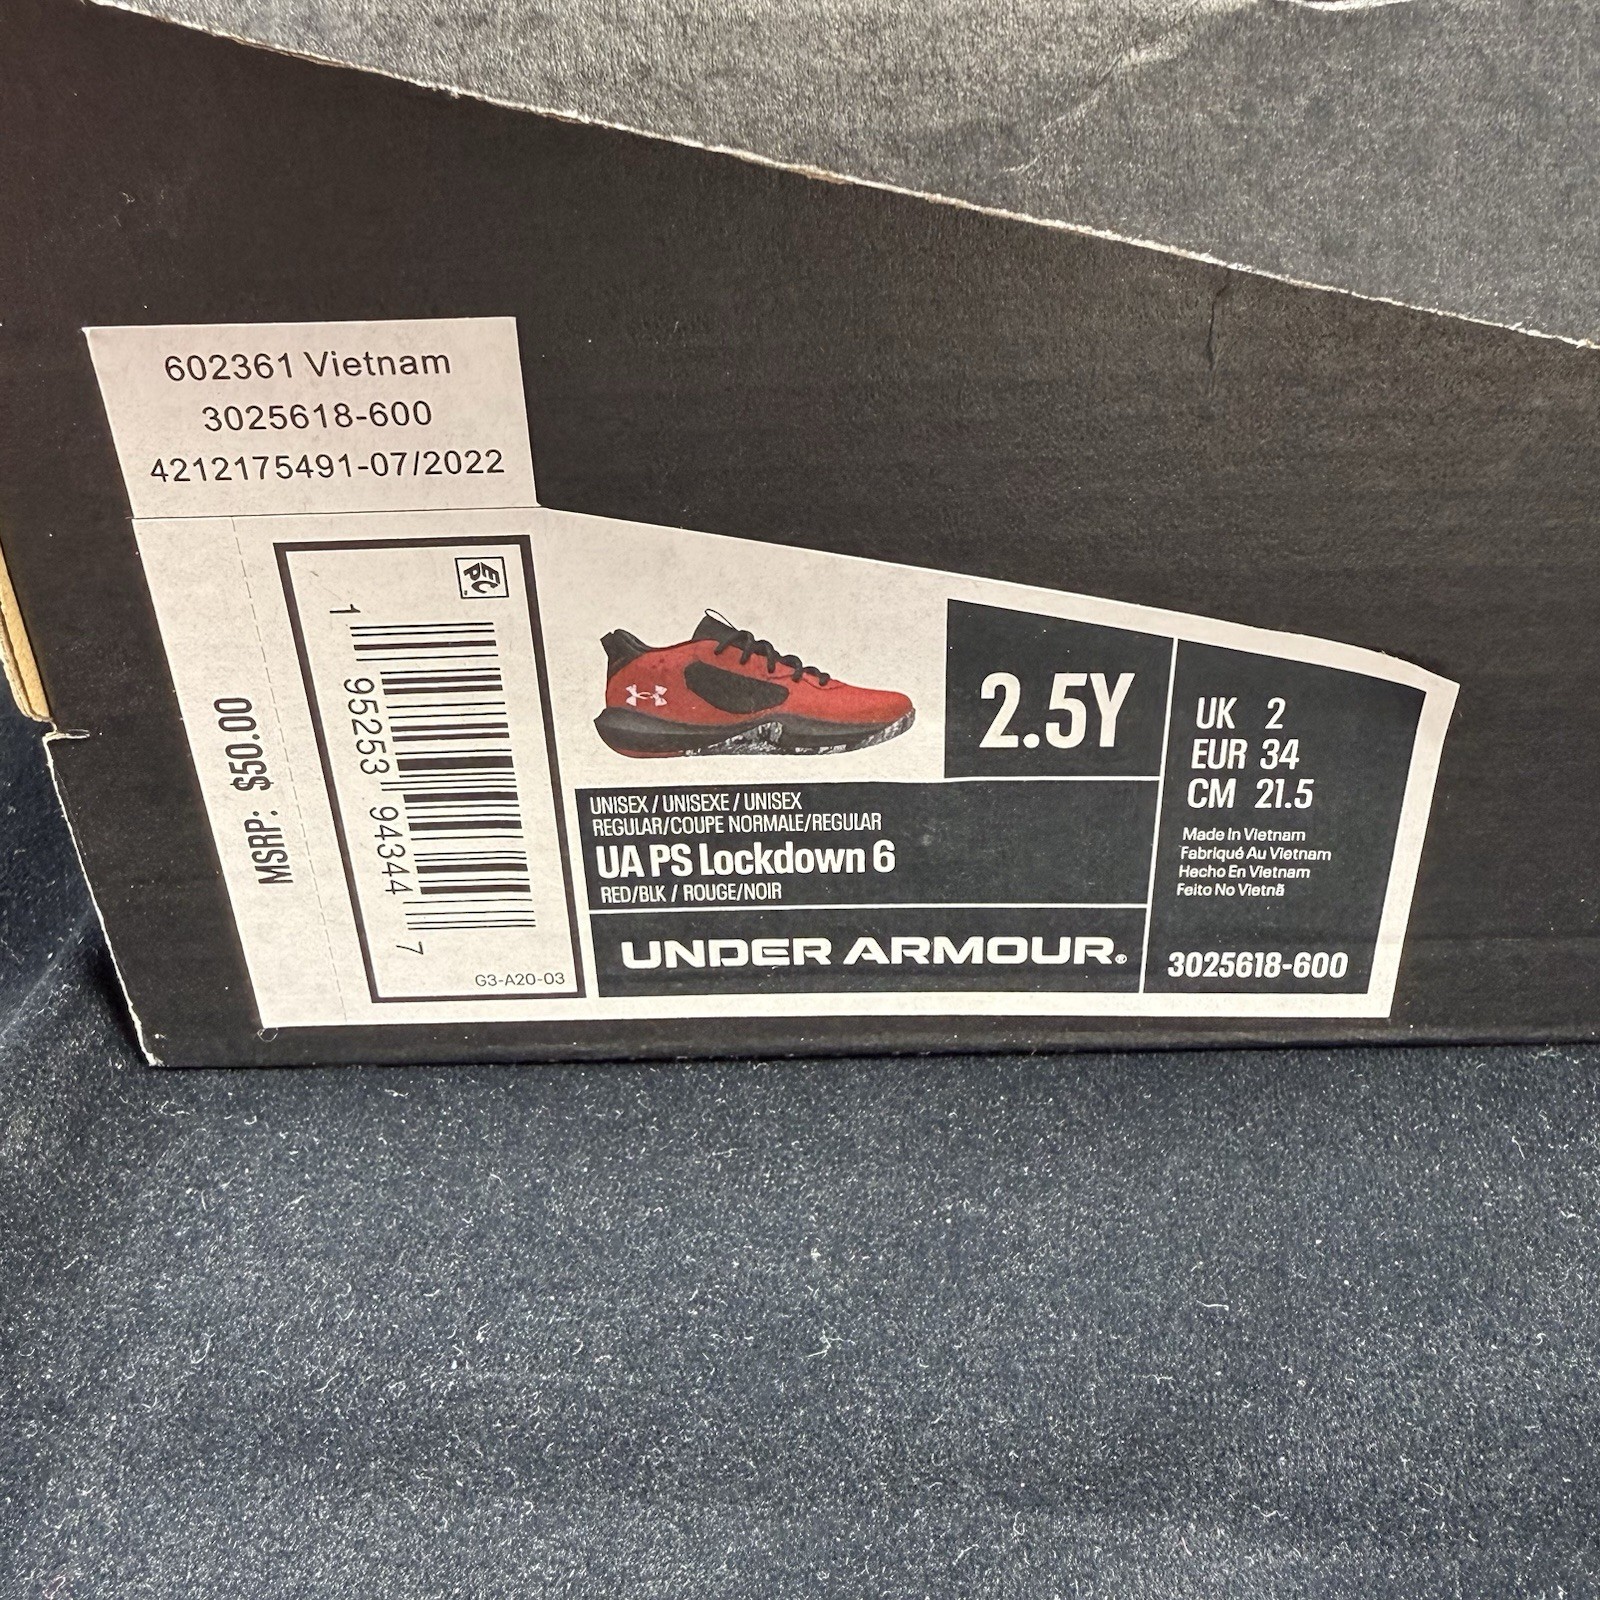 602361 Vietnam
3025618-600
4212175491-07/2022
MSRP: $50.00
1 95253 94344 7
G3-A20-03
2.5Y
UNISEX / UNISEXE / UNISEX
REGULAR/COUPE NORMALE/REGULAR
UA PS Lockdown 6
RED/BLK / ROUGE/NOIR
UNDER ARMOUR®
UK 2
EUR 34
CM 21.5
Made In Vietnam
Fabriqué Au Vietnam
Hecho En Vietnam
Feito No Vietnã
3025618-600